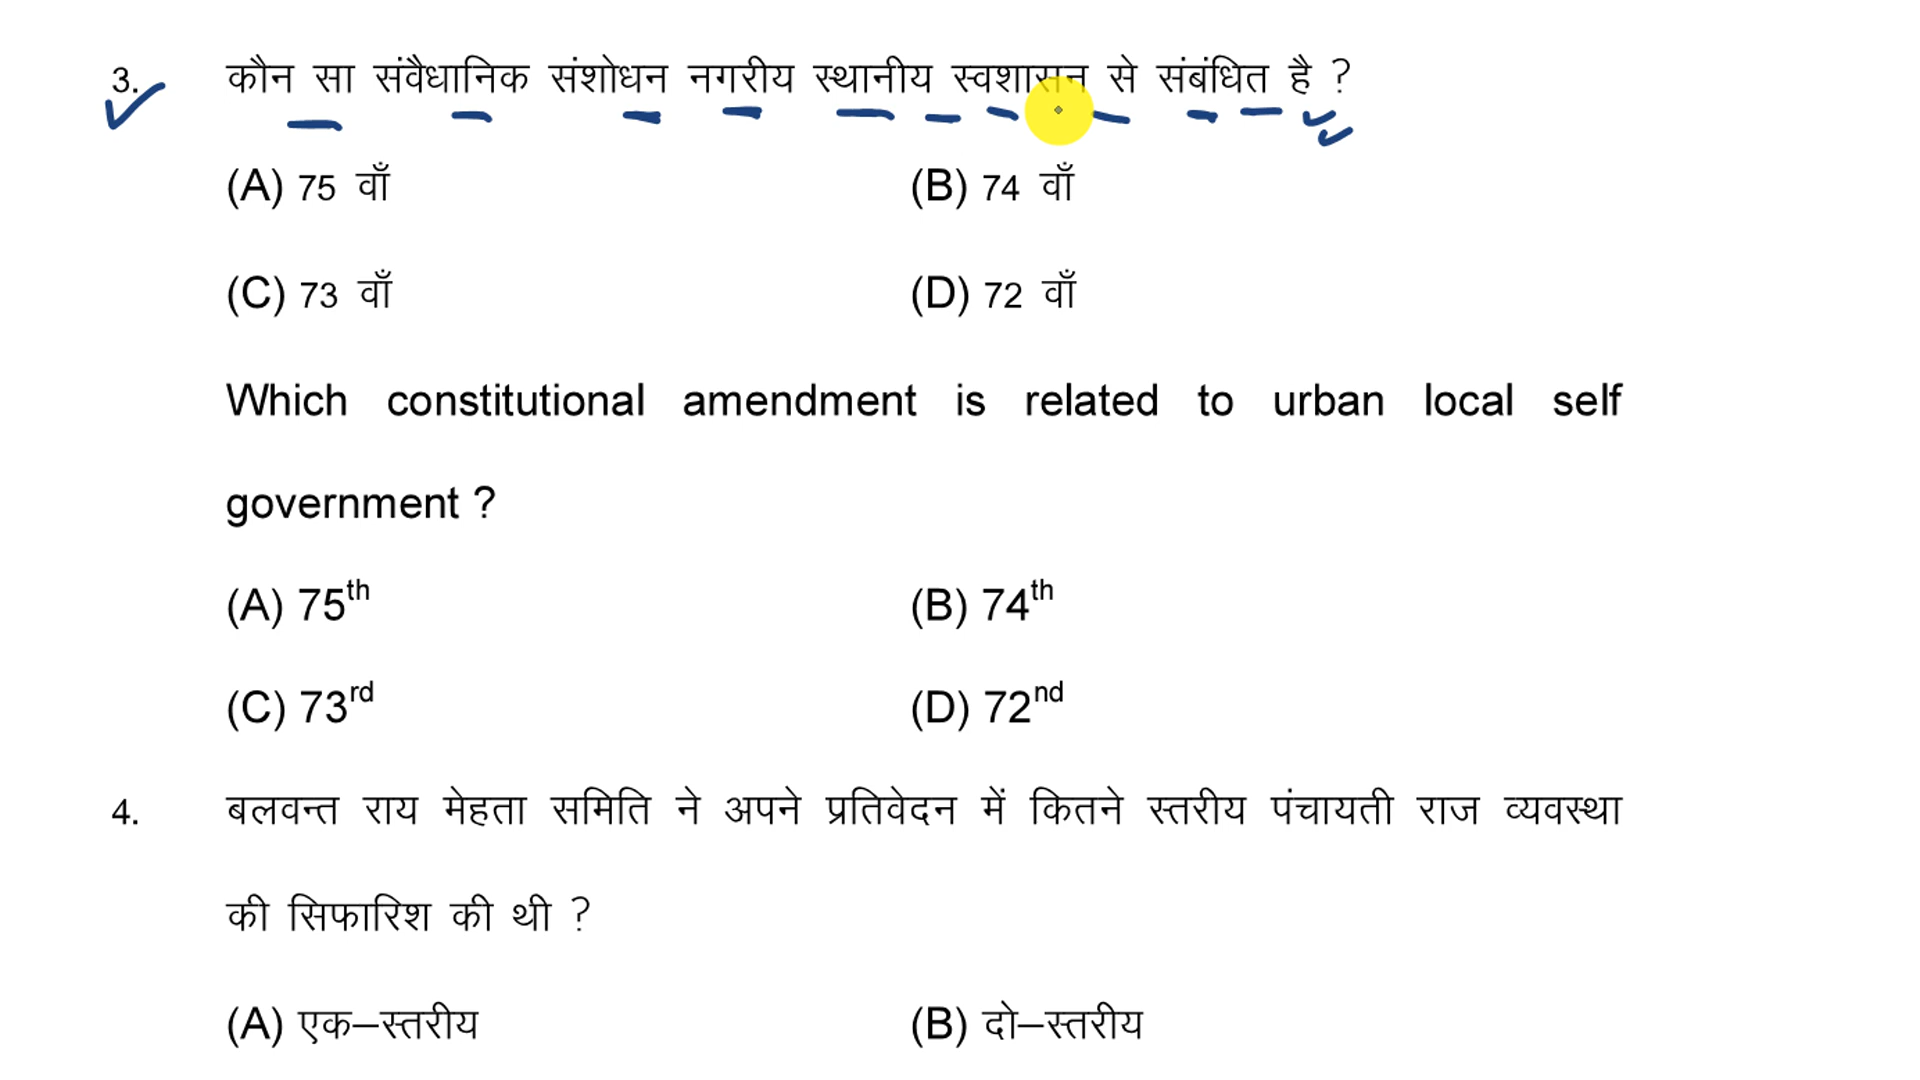 3. कौन सा संवैधानिक संशोधन नगरीय स्थानीय स्वशासन से संबंधित है ?
(A) 75 वाँ (B) 74 वाँ
(C) 73 वाँ (D) 72 वाँ
Which constitutional amendment is related to urban local self
government ?
(A) 75th (B) 74th
(C) 73rd (D) 72nd
4. बलवन्त राय मेहता समिति ने अपने प्रतिवेदन में कितने स्तरीय पंचायती राज व्यवस्था
की सिफारिश की थी ?
(A) एक–स्तरीय (B) दो–स्तरीय